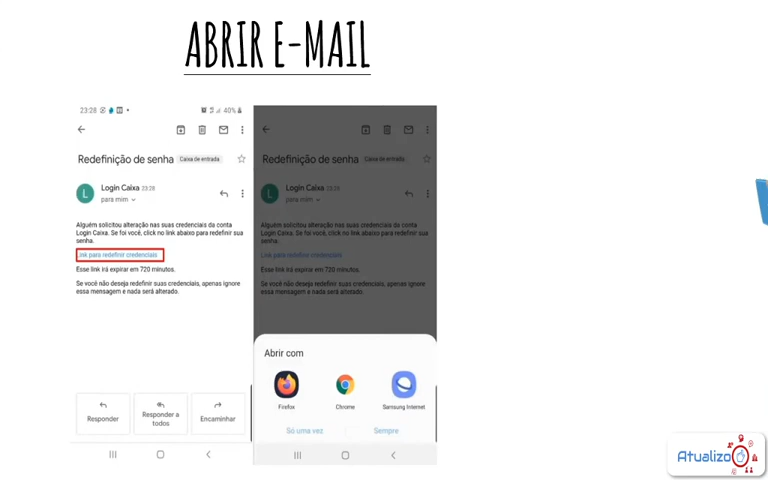 ABRIR E-MAIL
23:28
40%
Redefinição de senha Caixa de entrada
Login Caixa 23:28
para mim
Alguém solicitou alteração nas suas credenciais da conta
Login Caixa. Se foi você, click no link abaixo para redefinir sua
senha.
Link para redefinir credenciais
Esse link irá expirar em 720 minutos.
Se você não deseja redefinir suas credenciais, apenas ignore
essa mensagem e nada será alterado.
Responder
Responder a
todos
Encaminhar
Redefinição de senha Caixa de entrada
Login Caixa 23:28
para mim
Alguém solicitou alteração nas suas credenciais da conta
Login Caixa. Se foi você, click no link abaixo para redefinir sua
senha.
Link para redefinir credenciais
Esse link irá expirar em 720 minutos.
Se você não deseja redefinir suas credenciais, apenas ignore
essa mensagem e nada será alterado.
Abrir com
Firefox
Chrome
Samsung Internet
Só uma vez
Sempre
Atualizo